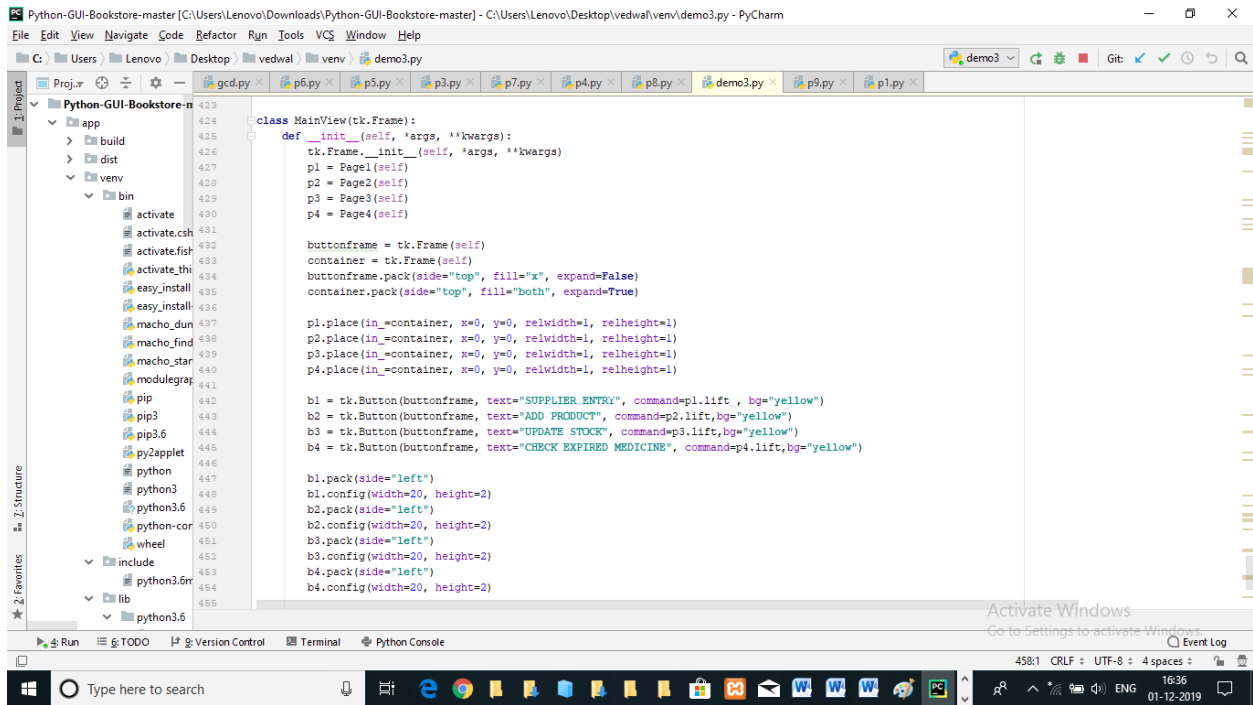 Python-GUI-Bookstore-master [C:\Users\Lenovo\Downloads\Python-GUI-Bookstore-master] - C:\Users\Lenovo\Desktop\vedwal\venv\demo3.py - PyCharm
File Edit View Navigate Code Refactor Run Tools VCS Window Help
C: Users Lenovo Desktop vedwal venv demo3.py
demo3 Git:
Proj..
gcd.py p6.py p5.py p3.py p7.py p4.py p8.py demo3.py p9.py p1.py
1: Project
7: Structure
2: Favorites
Python-GUI-Bookstore-m
app
build
dist
venv
bin
activate
activate.csh
activate.fish
activate_thi
easy_install
easy_install-
macho_dun
macho_find
macho_star
modulegrap
pip
pip3
pip3.6
py2applet
python
python3
python3.6
python-cor
wheel
include
python3.6m
lib
python3.6
423
424 class MainView(tk.Frame):
425 def __init__(self, *args, **kwargs):
426 tk.Frame.__init__(self, *args, **kwargs)
427 p1 = Page1(self)
428 p2 = Page2(self)
429 p3 = Page3(self)
430 p4 = Page4(self)
431
432 buttonframe = tk.Frame(self)
433 container = tk.Frame(self)
434 buttonframe.pack(side="top", fill="x", expand=False)
435 container.pack(side="top", fill="both", expand=True)
436
437 p1.place(in_=container, x=0, y=0, relwidth=1, relheight=1)
438 p2.place(in_=container, x=0, y=0, relwidth=1, relheight=1)
439 p3.place(in_=container, x=0, y=0, relwidth=1, relheight=1)
440 p4.place(in_=container, x=0, y=0, relwidth=1, relheight=1)
441
442 b1 = tk.Button(buttonframe, text="SUPPLIER ENTRY", command=p1.lift , bg="yellow")
443 b2 = tk.Button(buttonframe, text="ADD PRODUCT", command=p2.lift,bg="yellow")
444 b3 = tk.Button(buttonframe, text="UPDATE STOCK", command=p3.lift,bg="yellow")
445 b4 = tk.Button(buttonframe, text="CHECK EXPIRED MEDICINE", command=p4.lift,bg="yellow")
446
447 b1.pack(side="left")
448 b1.config(width=20, height=2)
449 b2.pack(side="left")
450 b2.config(width=20, height=2)
451 b3.pack(side="left")
452 b3.config(width=20, height=2)
453 b4.pack(side="left")
454 b4.config(width=20, height=2)
455
Activate Windows
Go to Settings to activate Windows.
4: Run 6: TODO 9: Version Control Terminal Python Console Event Log
458:1 CRLF UTF-8 4 spaces
Type here to search
ENG
16:36
01-12-2019